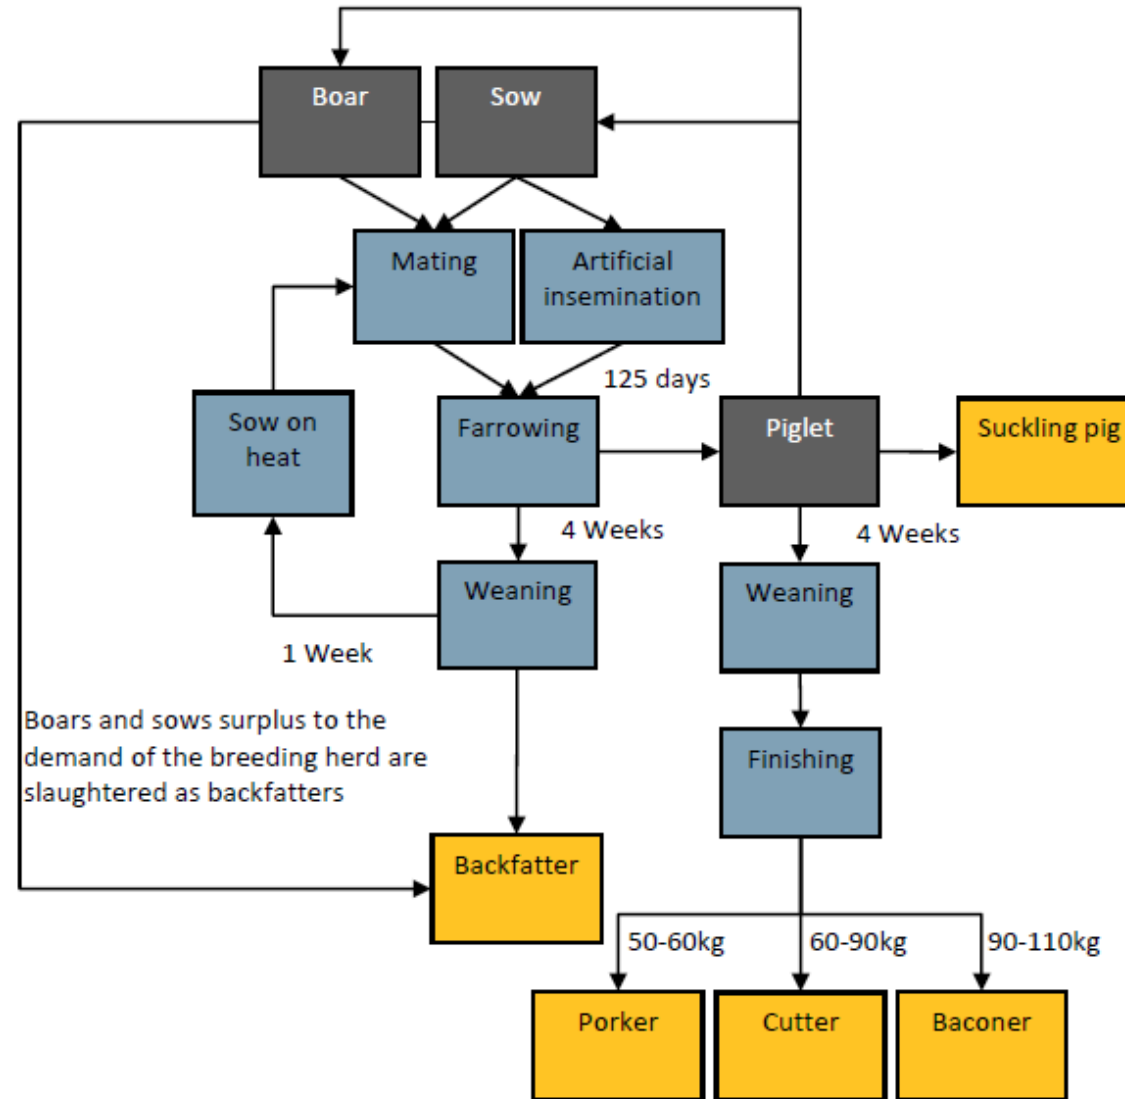 Boar
Sow
Mating
Artificial
insemination
125 days
Sow on
heat
Farrowing
Piglet
Suckling pig
4 Weeks
4 Weeks
Weaning
Weaning
1 Week
Boars and sows surplus to the
demand of the breeding herd are
slaughtered as backfatters
Finishing
Backfatter
50-60kg
60-90kg
90-110kg
Porker
Cutter
Baconer